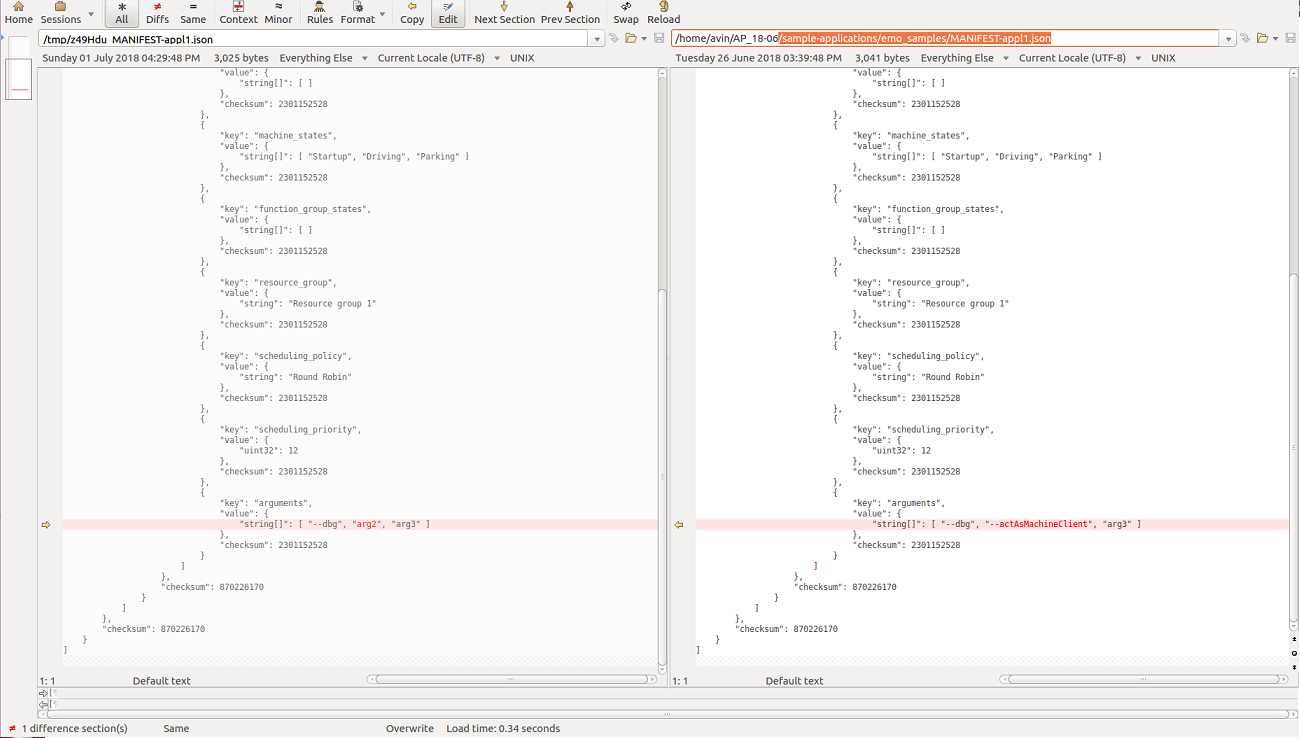 Home Sessions All Diffs Same Context Minor Rules Format Copy Edit Next Section Prev Section Swap Reload
/tmp/z49Hdu_MANIFEST-appl1.json
Sunday 01 July 2018 04:29:48 PM 3,025 bytes Everything Else Current Locale (UTF-8) UNIX
"value": {
"string[]": [ ]
},
"checksum": 2301152528
},
{
"key": "machine_states",
"value": {
"string[]": [ "Startup", "Driving", "Parking" ]
},
"checksum": 2301152528
},
{
"key": "function_group_states",
"value": {
"string[]": [ ]
},
"checksum": 2301152528
},
{
"key": "resource_group",
"value": {
"string": "Resource group 1"
},
"checksum": 2301152528
},
{
"key": "scheduling_policy",
"value": {
"string": "Round Robin"
},
"checksum": 2301152528
},
{
"key": "scheduling_priority",
"value": {
"uint32": 12
},
"checksum": 2301152528
},
{
"key": "arguments",
"value": {
"string[]": [ "--dbg", "arg2", "arg3" ]
},
"checksum": 2301152528
}
]
},
"checksum": 870226170
}
]
},
"checksum": 870226170
}
]
1: 1 Default text
/home/avin/AP_18-06/sample-applications/emo_samples/MANIFEST-appl1.json
Tuesday 26 June 2018 03:39:48 PM 3,041 bytes Everything Else Current Locale (UTF-8) UNIX
"value": {
"string[]": [ ]
},
"checksum": 2301152528
},
{
"key": "machine_states",
"value": {
"string[]": [ "Startup", "Driving", "Parking" ]
},
"checksum": 2301152528
},
{
"key": "function_group_states",
"value": {
"string[]": [ ]
},
"checksum": 2301152528
},
{
"key": "resource_group",
"value": {
"string": "Resource group 1"
},
"checksum": 2301152528
},
{
"key": "scheduling_policy",
"value": {
"string": "Round Robin"
},
"checksum": 2301152528
},
{
"key": "scheduling_priority",
"value": {
"uint32": 12
},
"checksum": 2301152528
},
{
"key": "arguments",
"value": {
"string[]": [ "--dbg", "--actAsMachineClient", "arg3" ]
},
"checksum": 2301152528
}
]
},
"checksum": 870226170
}
]
},
"checksum": 870226170
}
]
1: 1 Default text
[¶
[¶
≠ 1 difference section(s) Same Overwrite Load time: 0.34 seconds